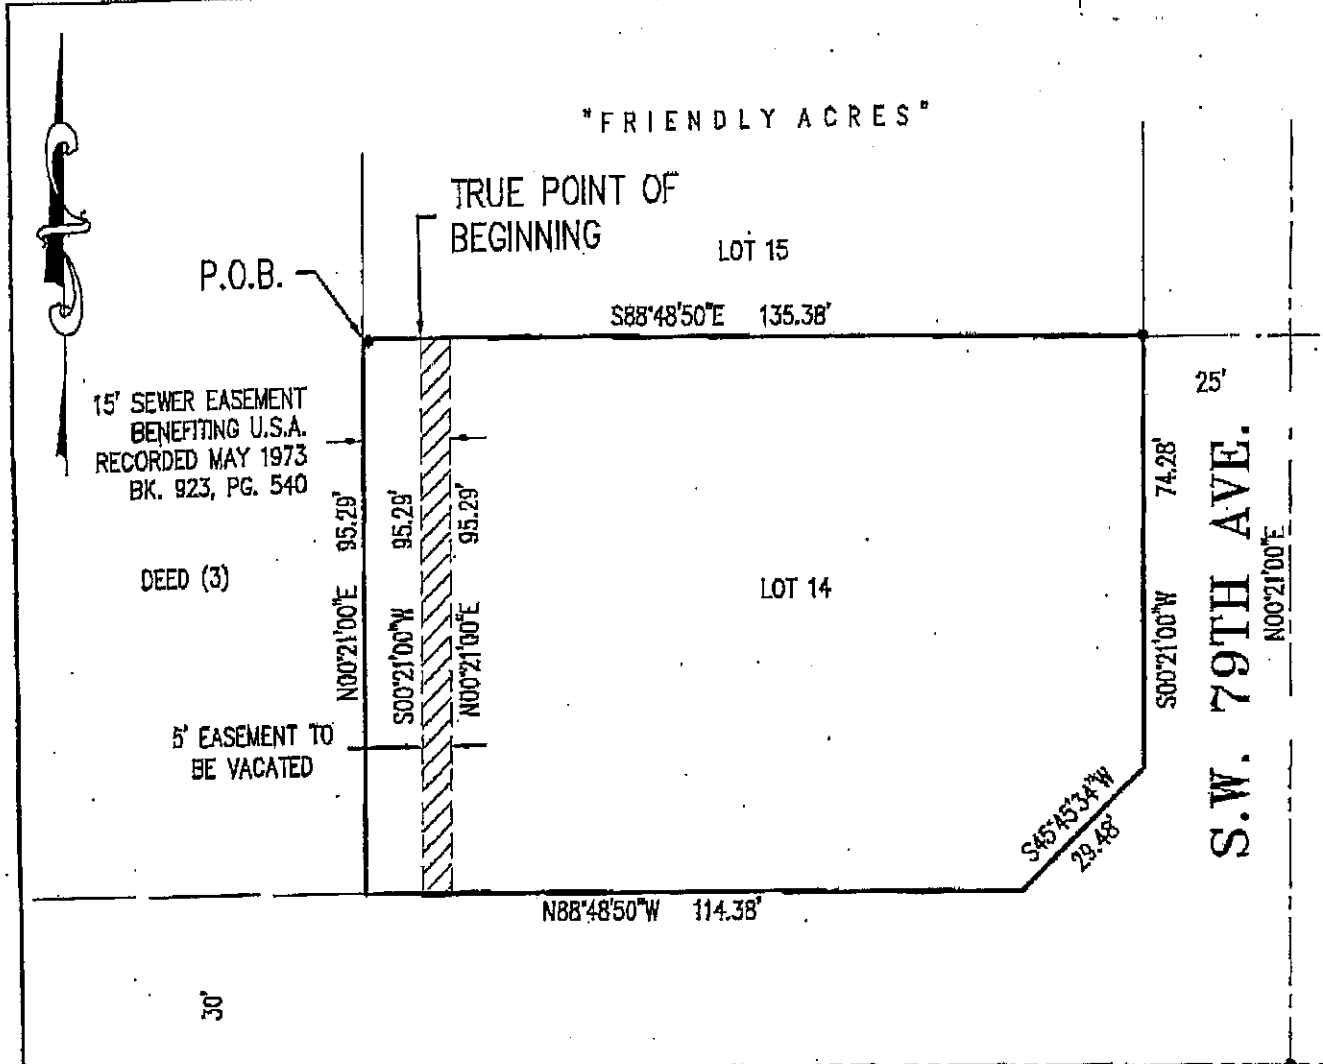 "FRIENDLY ACRES"
TRUE POINT OF
BEGINNING
LOT 15
P.O.B.
S88°48'50"E 135.38'
15' SEWER EASEMENT
BENEFITING U.S.A.
RECORDED MAY 1973
BK. 923, PG. 540
25'
N00°21'00"E 95.29'
S00°21'00"W 95.29'
N00°21'00"E 95.29'
S00°21'00"W 74.28'
S.W. 79TH AVE.
N00°21'00"E
DEED (3)
LOT 14
5' EASEMENT TO
BE VACATED
S45°45'34"W
29.48'
N88°48'50"W 114.38'
30'